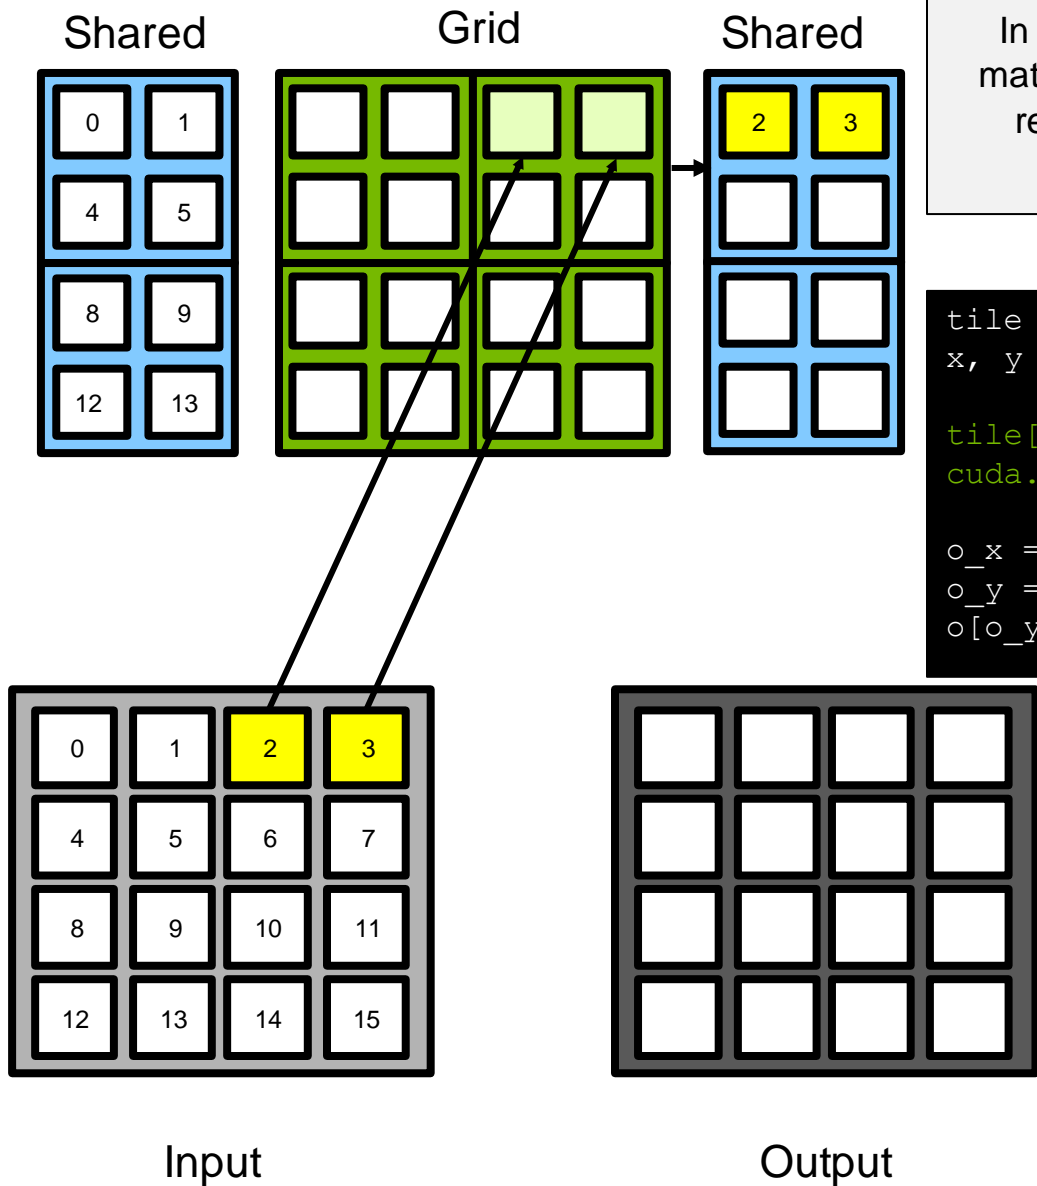 Shared
Grid
Shared
In
mat
re
0 1
4 5
8 9
12 13
2 3
tile
x, y
tile[
cuda.
o_x =
o_y =
o[o_y
0 1 2 3
4 5 6 7
8 9 10 11
12 13 14 15
Input
Output